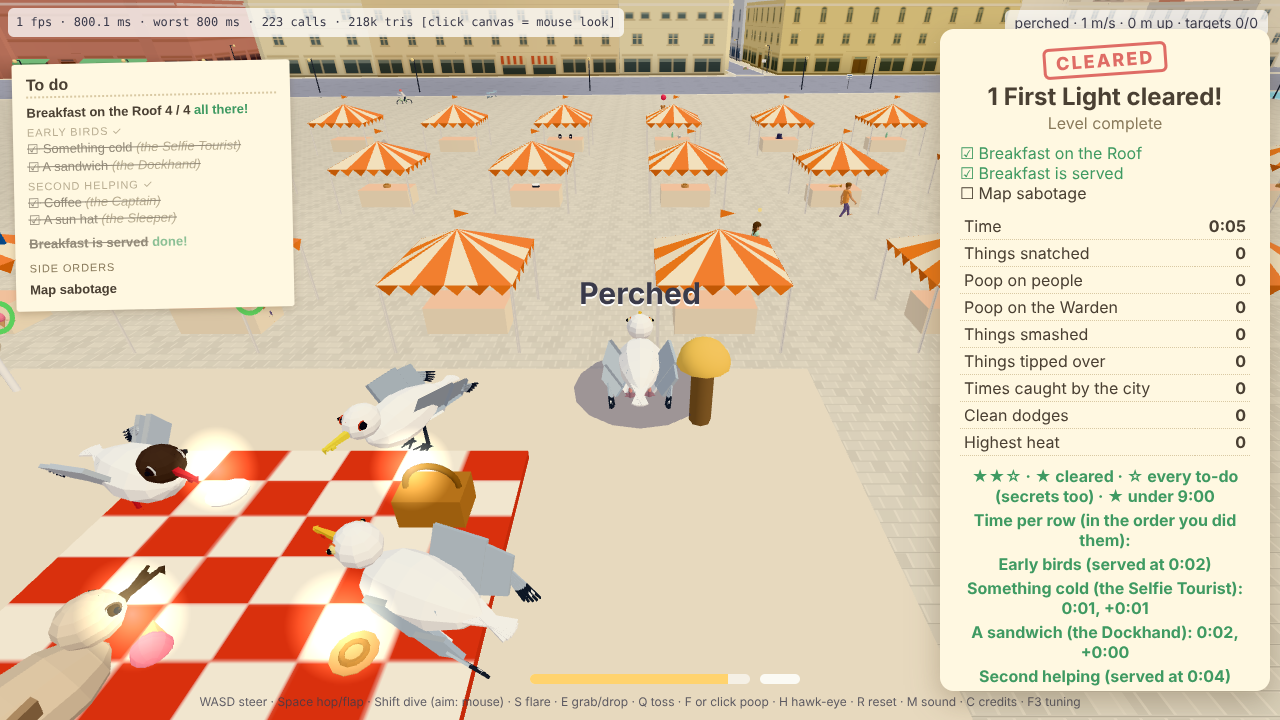 1 fps · 800.1 ms · worst 800 ms · 223 calls · 218k tris [click canvas = mouse look]
perched · 1 m/s · 0 m up · targets 0/0
To do
Breakfast on the Roof 4 / 4 all there!
EARLY BIRDS ✓
☑ Something cold (the Selfie Tourist)
☑ A sandwich (the Dockhand)
SECOND HELPING ✓
☑ Coffee (the Captain)
☑ A sun hat (the Sleeper)
Breakfast is served done!
SIDE ORDERS
Map sabotage
Perched
CLEARED
1 First Light cleared!
Level complete
☑ Breakfast on the Roof
☑ Breakfast is served
☐ Map sabotage
Time 0:05
Things snatched 0
Poop on people 0
Poop on the Warden 0
Things smashed 0
Things tipped over 0
Times caught by the city 0
Clean dodges 0
Highest heat 0
★★☆ · ★ cleared · ☆ every to-do
(secrets too) · ★ under 9:00
Time per row (in the order you did
them):
Early birds (served at 0:02)
Something cold (the Selfie Tourist):
0:01, +0:01
A sandwich (the Dockhand): 0:02,
+0:00
Second helping (served at 0:04)
WASD steer · Space hop/flap · Shift dive (aim: mouse) · S flare · E grab/drop · Q toss · F or click poop · H hawk-eye · R reset · M sound · C credits · F3 tuning